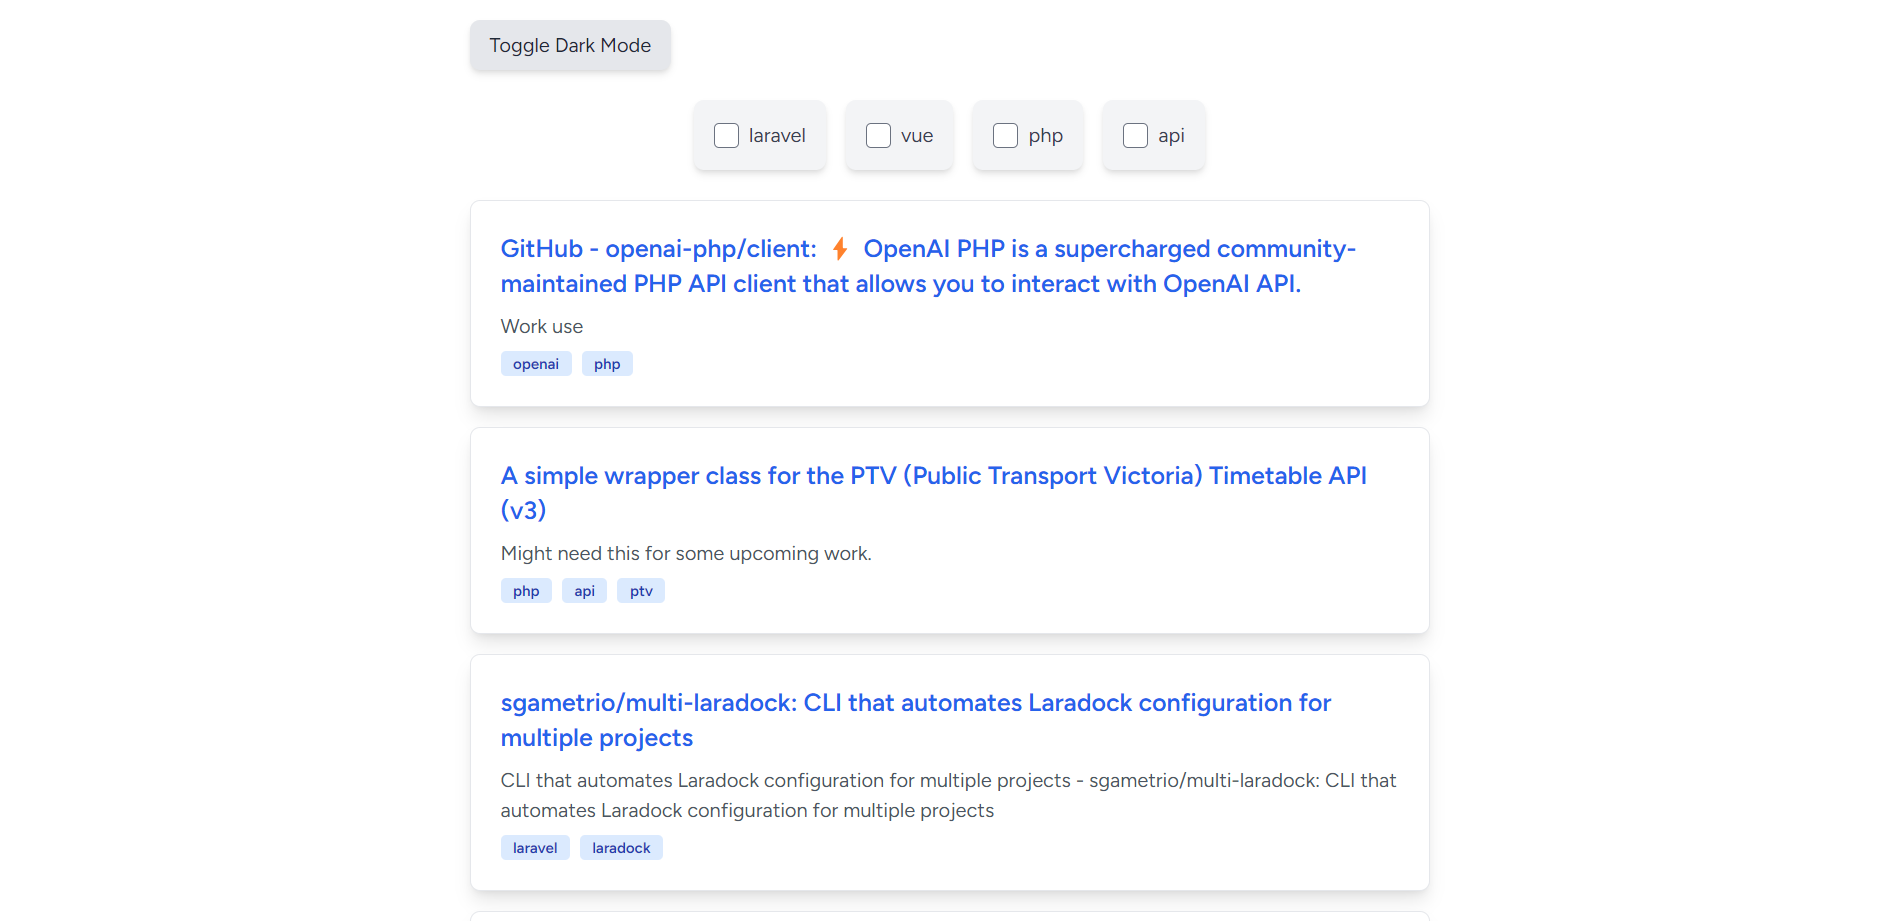 Toggle Dark Mode
laravel vue php api
GitHub - openai-php/client: ⚡ OpenAI PHP is a supercharged community-
maintained PHP API client that allows you to interact with OpenAI API.
Work use
openai php
A simple wrapper class for the PTV (Public Transport Victoria) Timetable API
(v3)
Might need this for some upcoming work.
php api ptv
sgametrio/multi-laradock: CLI that automates Laradock configuration for
multiple projects
CLI that automates Laradock configuration for multiple projects - sgametrio/multi-laradock: CLI that
automates Laradock configuration for multiple projects
laravel laradock